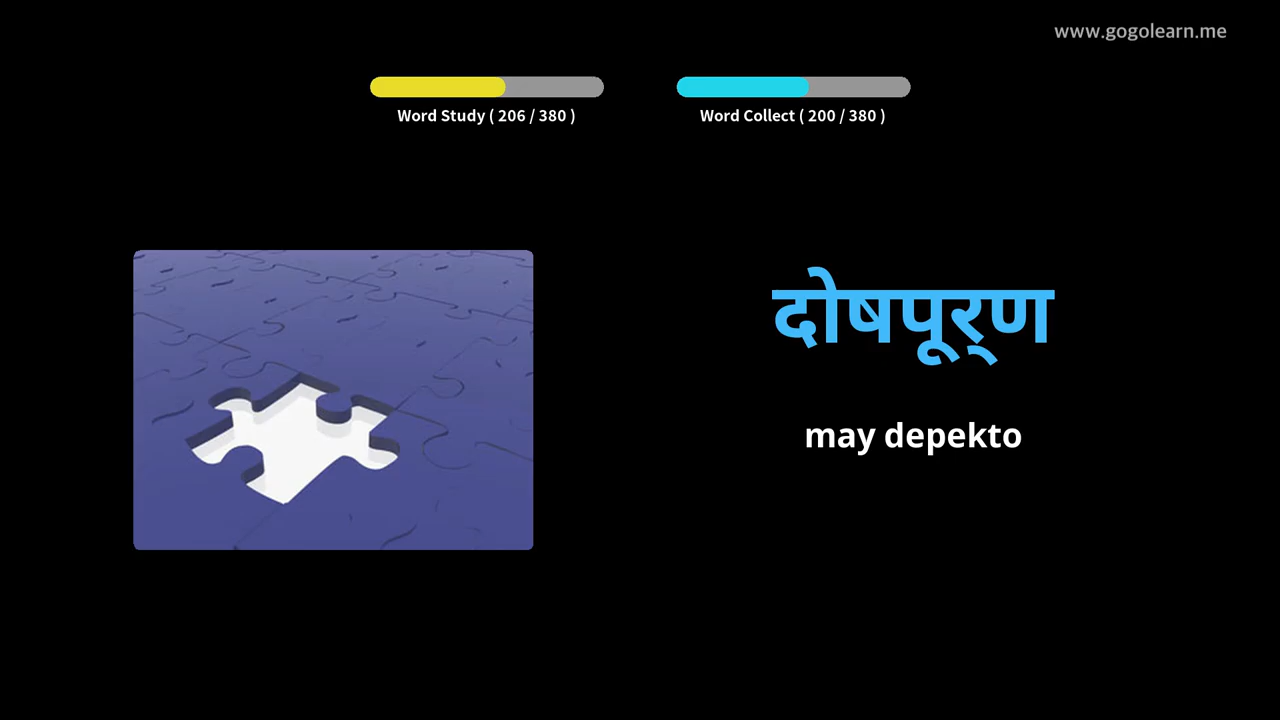 www.gogolearn.me
Word Study ( 206 / 380 )
Word Collect ( 200 / 380 )
दोषपूर्ण
may depekto